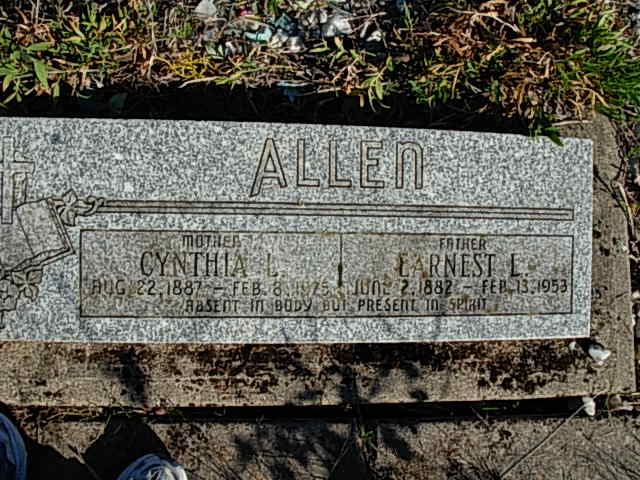 ALLEN
MOTHER
CYNTHIA L.
AUG. 22, 1887 – FEB. 8, 1975
FATHER
EARNEST L.
JUNE 2, 1882 – FEB. 13, 1953
ABSENT IN BODY BUT PRESENT IN SPIRIT